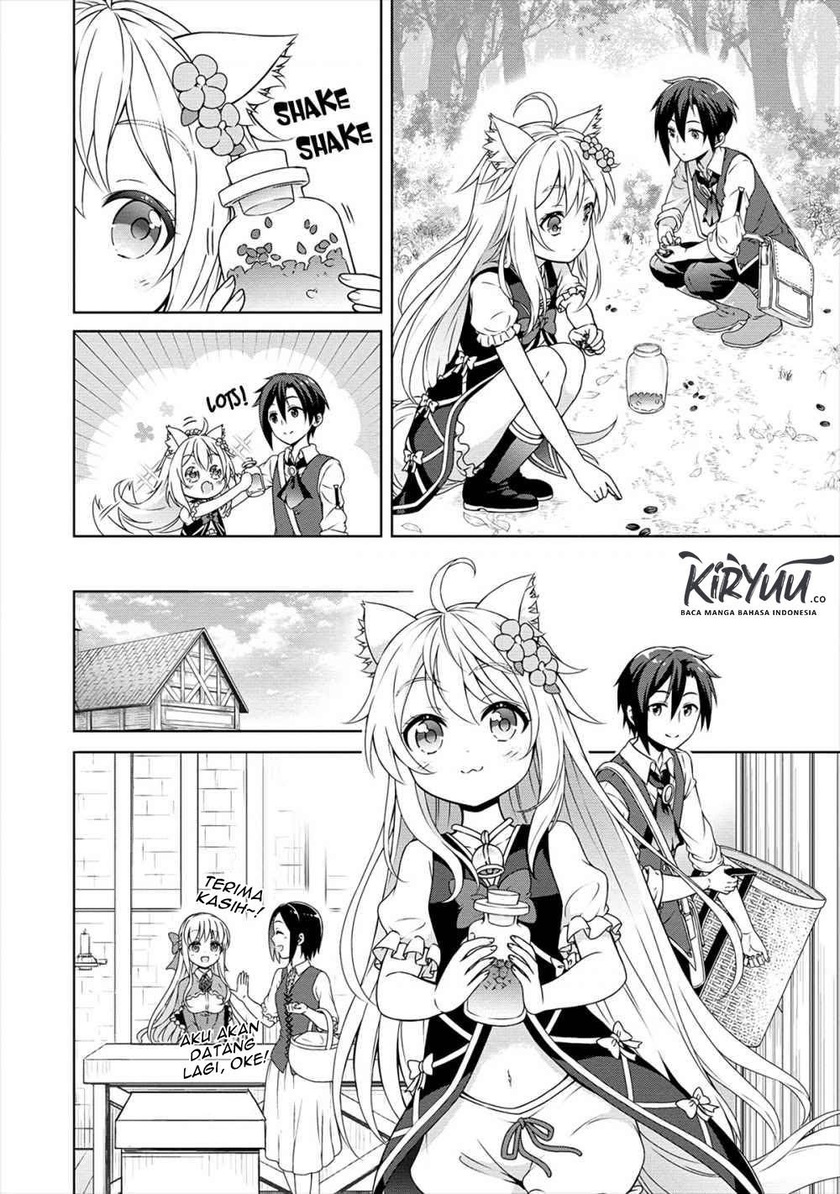 SHAKE
SHAKE
LOTS!
KIRYUU.CO
BACA MANGA BAHASA INDONESIA
TERIMA
KASIH~!
AKU AKAN
DATANG
LAGI, OKE!